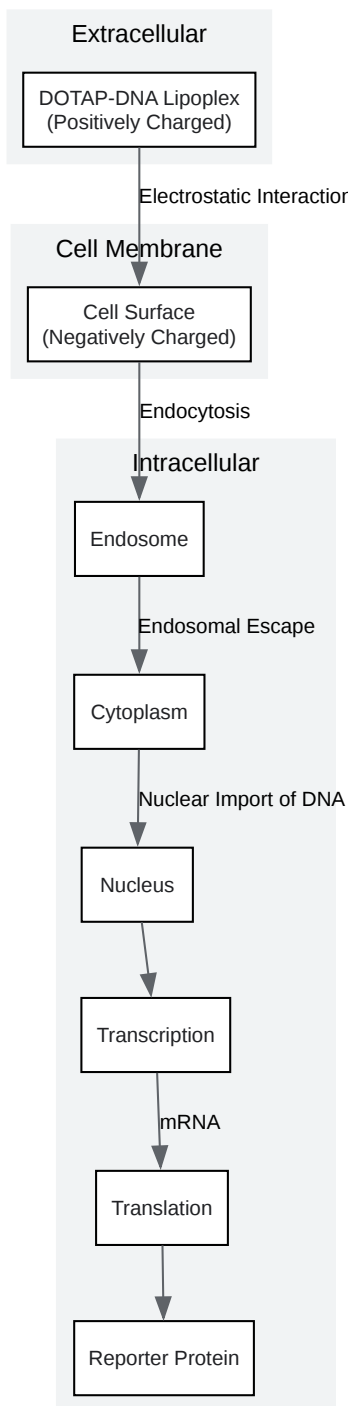 Extracellular
DOTAP-DNA Lipoplex
(Positively Charged)
Electrostatic Interaction
Cell Membrane
Cell Surface
(Negatively Charged)
Endocytosis
Intracellular
Endosome
Endosomal Escape
Cytoplasm
Nuclear Import of DNA
Nucleus
Transcription
mRNA
Translation
Reporter Protein